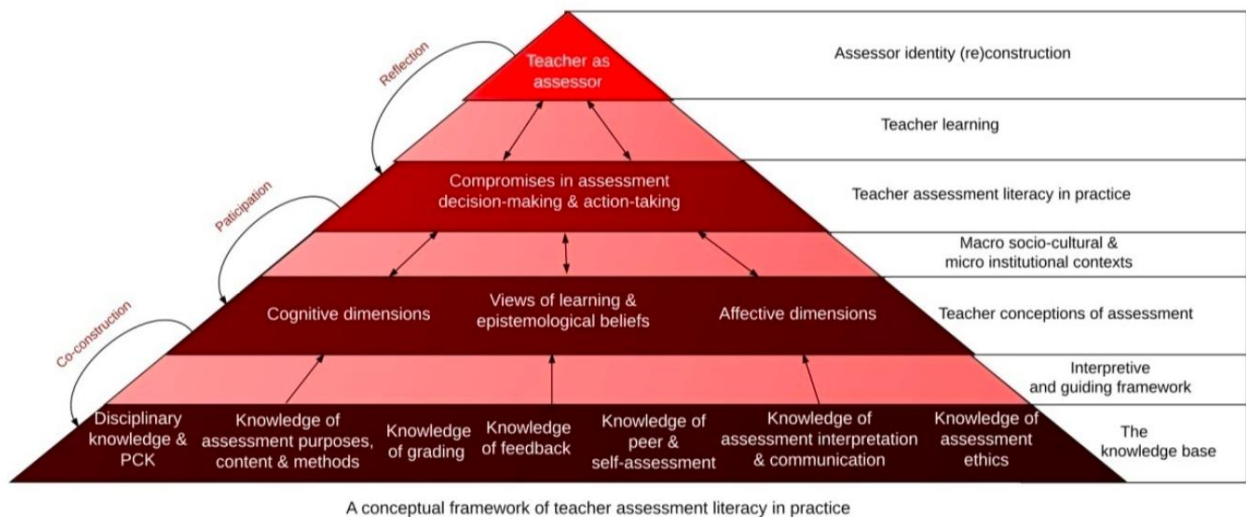 Reflection
Teacher as
assessor
Assessor identity (re)construction
Teacher learning
Paticipation
Compromises in assessment
decision-making & action-taking
Teacher assessment literacy in practice
Macro socio-cultural &
micro institutional contexts
Co-construction
Cognitive dimensions
Views of learning &
epistemological beliefs
Affective dimensions
Teacher conceptions of assessment
Interpretive
and guiding framework
Disciplinary
knowledge &
PCK
Knowledge of
assessment purposes,
content & methods
Knowledge
of grading
Knowledge
of feedback
Knowledge of
peer &
self-assessment
Knowledge of
assessment interpretation
& communication
Knowledge of
assessment
ethics
The
knowledge base
A conceptual framework of teacher assessment literacy in practice